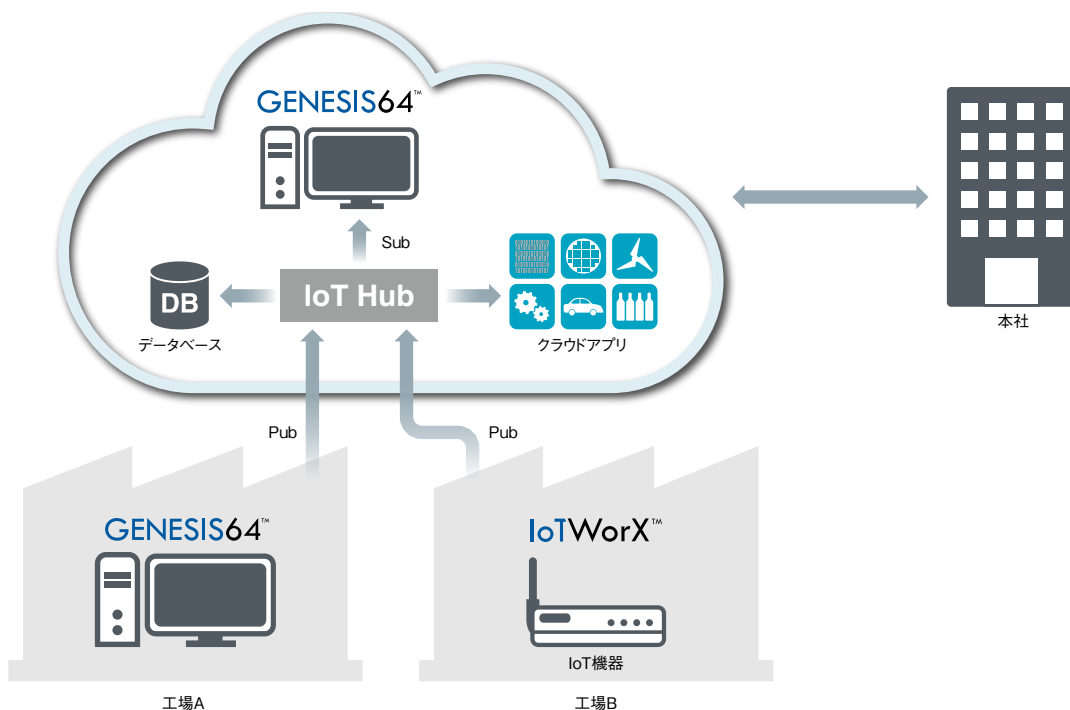 GENESIS64™
Sub
IoT Hub
DB
データベース
クラウドアプリ
本社
Pub
Pub
GENESIS64™
IoTWorX™
IoT機器
工場A
工場B